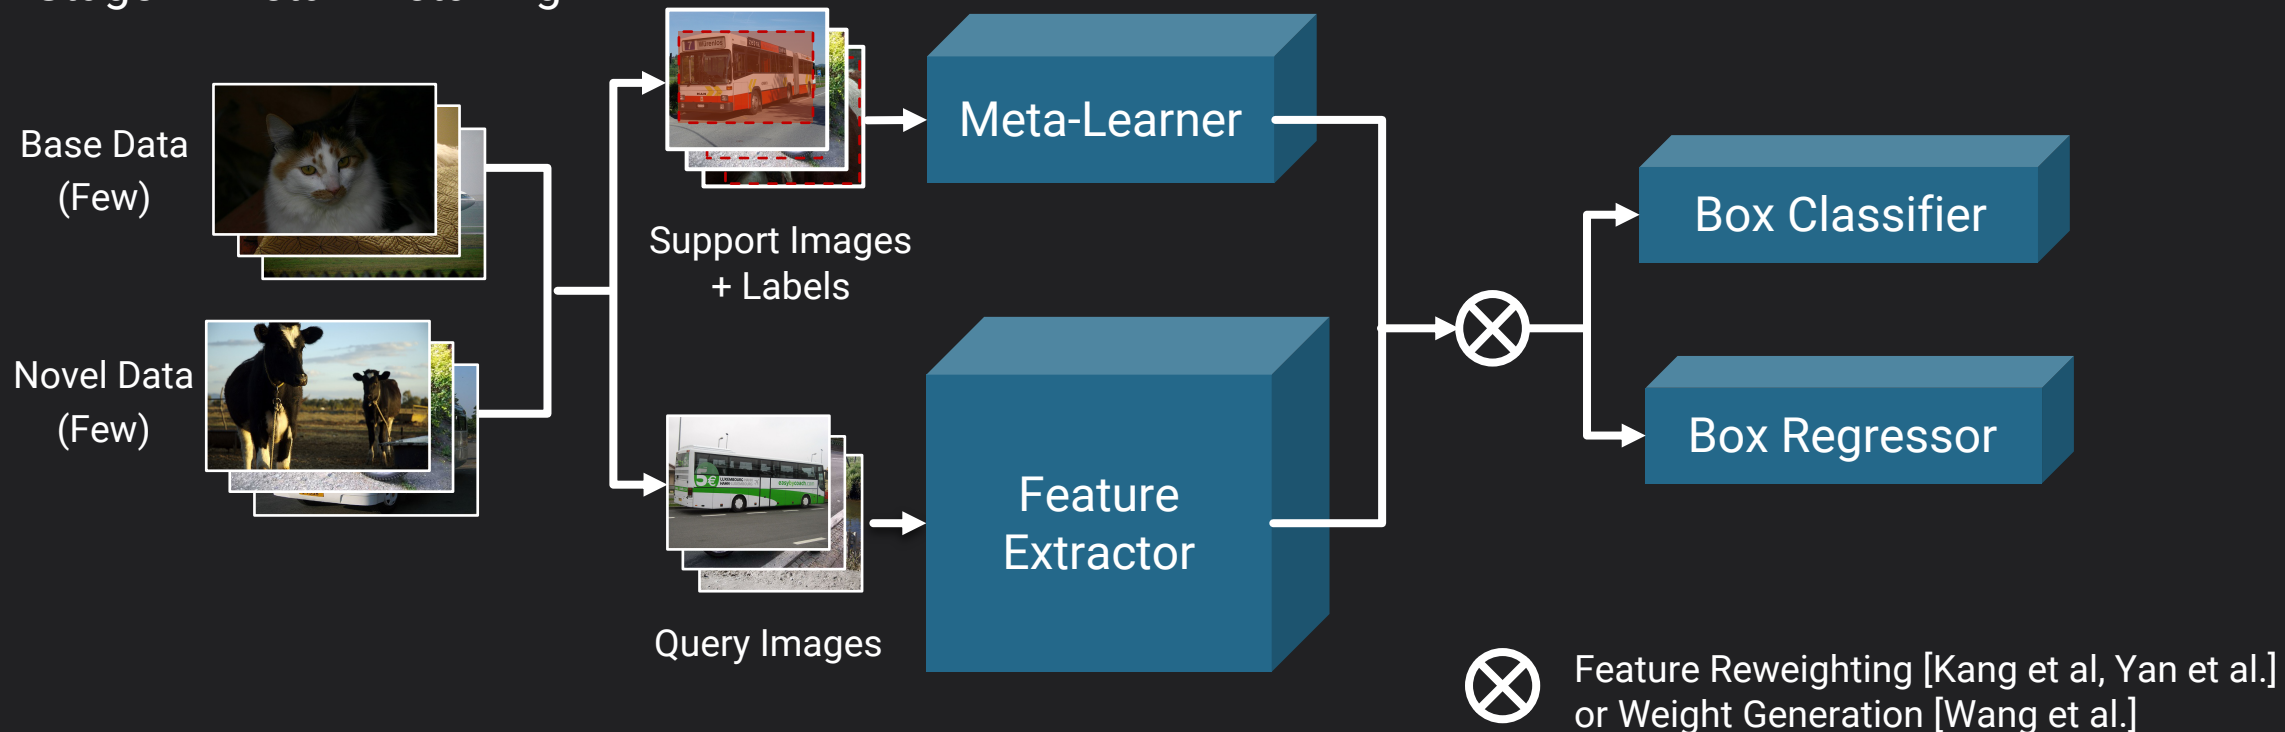 Base Data
(Few)
Novel Data
(Few)
Support Images
+ Labels
Query Images
Meta-Learner
Feature
Extractor
Box Classifier
Box Regressor
Feature Reweighting [Kang et al, Yan et al.]
or Weight Generation [Wang et al.]